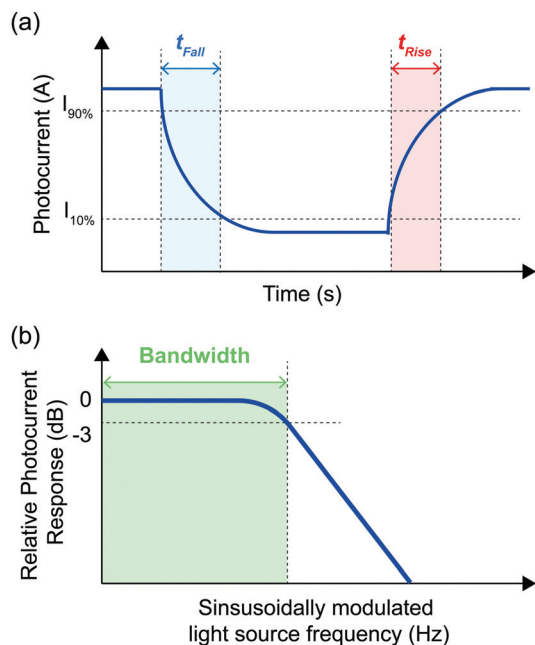 (a)
t_Fall
t_Rise
I90%
I10%
Photocurrent (A)
Time (s)
(b)
Bandwidth
0
-3
Relative Photocurrent
Response (dB)
Sinsusoidally modulated
light source frequency (Hz)